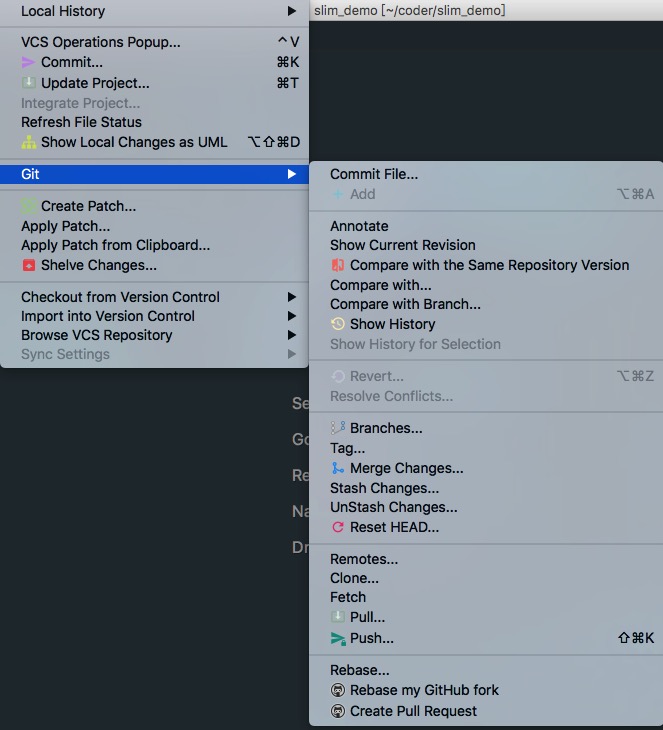 Local History
slim_demo [~/coder/slim_demo]
VCS Operations Popup... ^V
Commit... ⌘K
Update Project... ⌘T
Integrate Project...
Refresh File Status
Show Local Changes as UML ⌥⇧⌘D
Git
Create Patch...
Apply Patch...
Apply Patch from Clipboard...
Shelve Changes...
Checkout from Version Control
Import into Version Control
Browse VCS Repository
Sync Settings
Commit File...
Add ⌥⌘A
Annotate
Show Current Revision
Compare with the Same Repository Version
Compare with...
Compare with Branch...
Show History
Show History for Selection
Revert... ⌥⌘Z
Resolve Conflicts...
Branches...
Tag...
Merge Changes...
Stash Changes...
UnStash Changes...
Reset HEAD...
Remotes...
Clone...
Fetch
Pull...
Push... ⇧⌘K
Rebase...
Rebase my GitHub fork
Create Pull Request
Se
Go
Re
Na
Dr